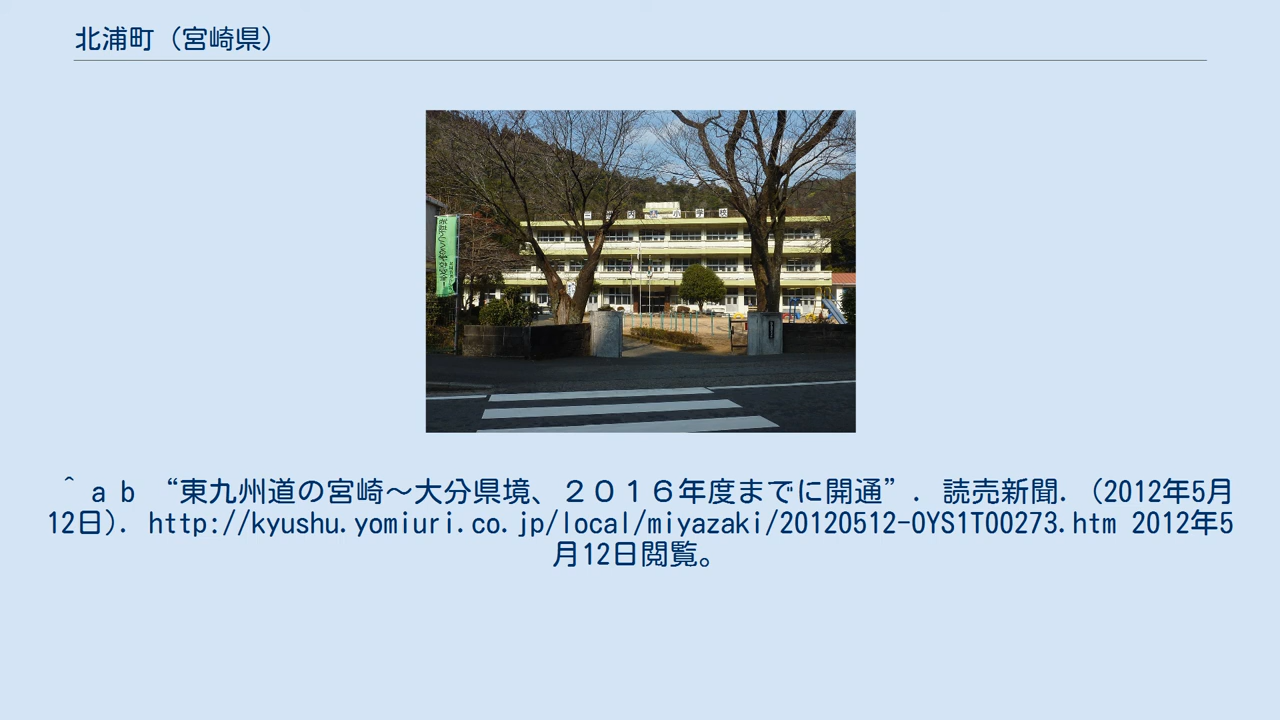 北浦町（宮崎県）
小学校
^ a b “東九州道の宮崎～大分県境、２０１６年度までに開通”. 読売新聞. (2012年5月
12日). http://kyushu.yomiuri.co.jp/local/miyazaki/20120512-OYS1T00273.htm 2012年5
月12日閲覧。